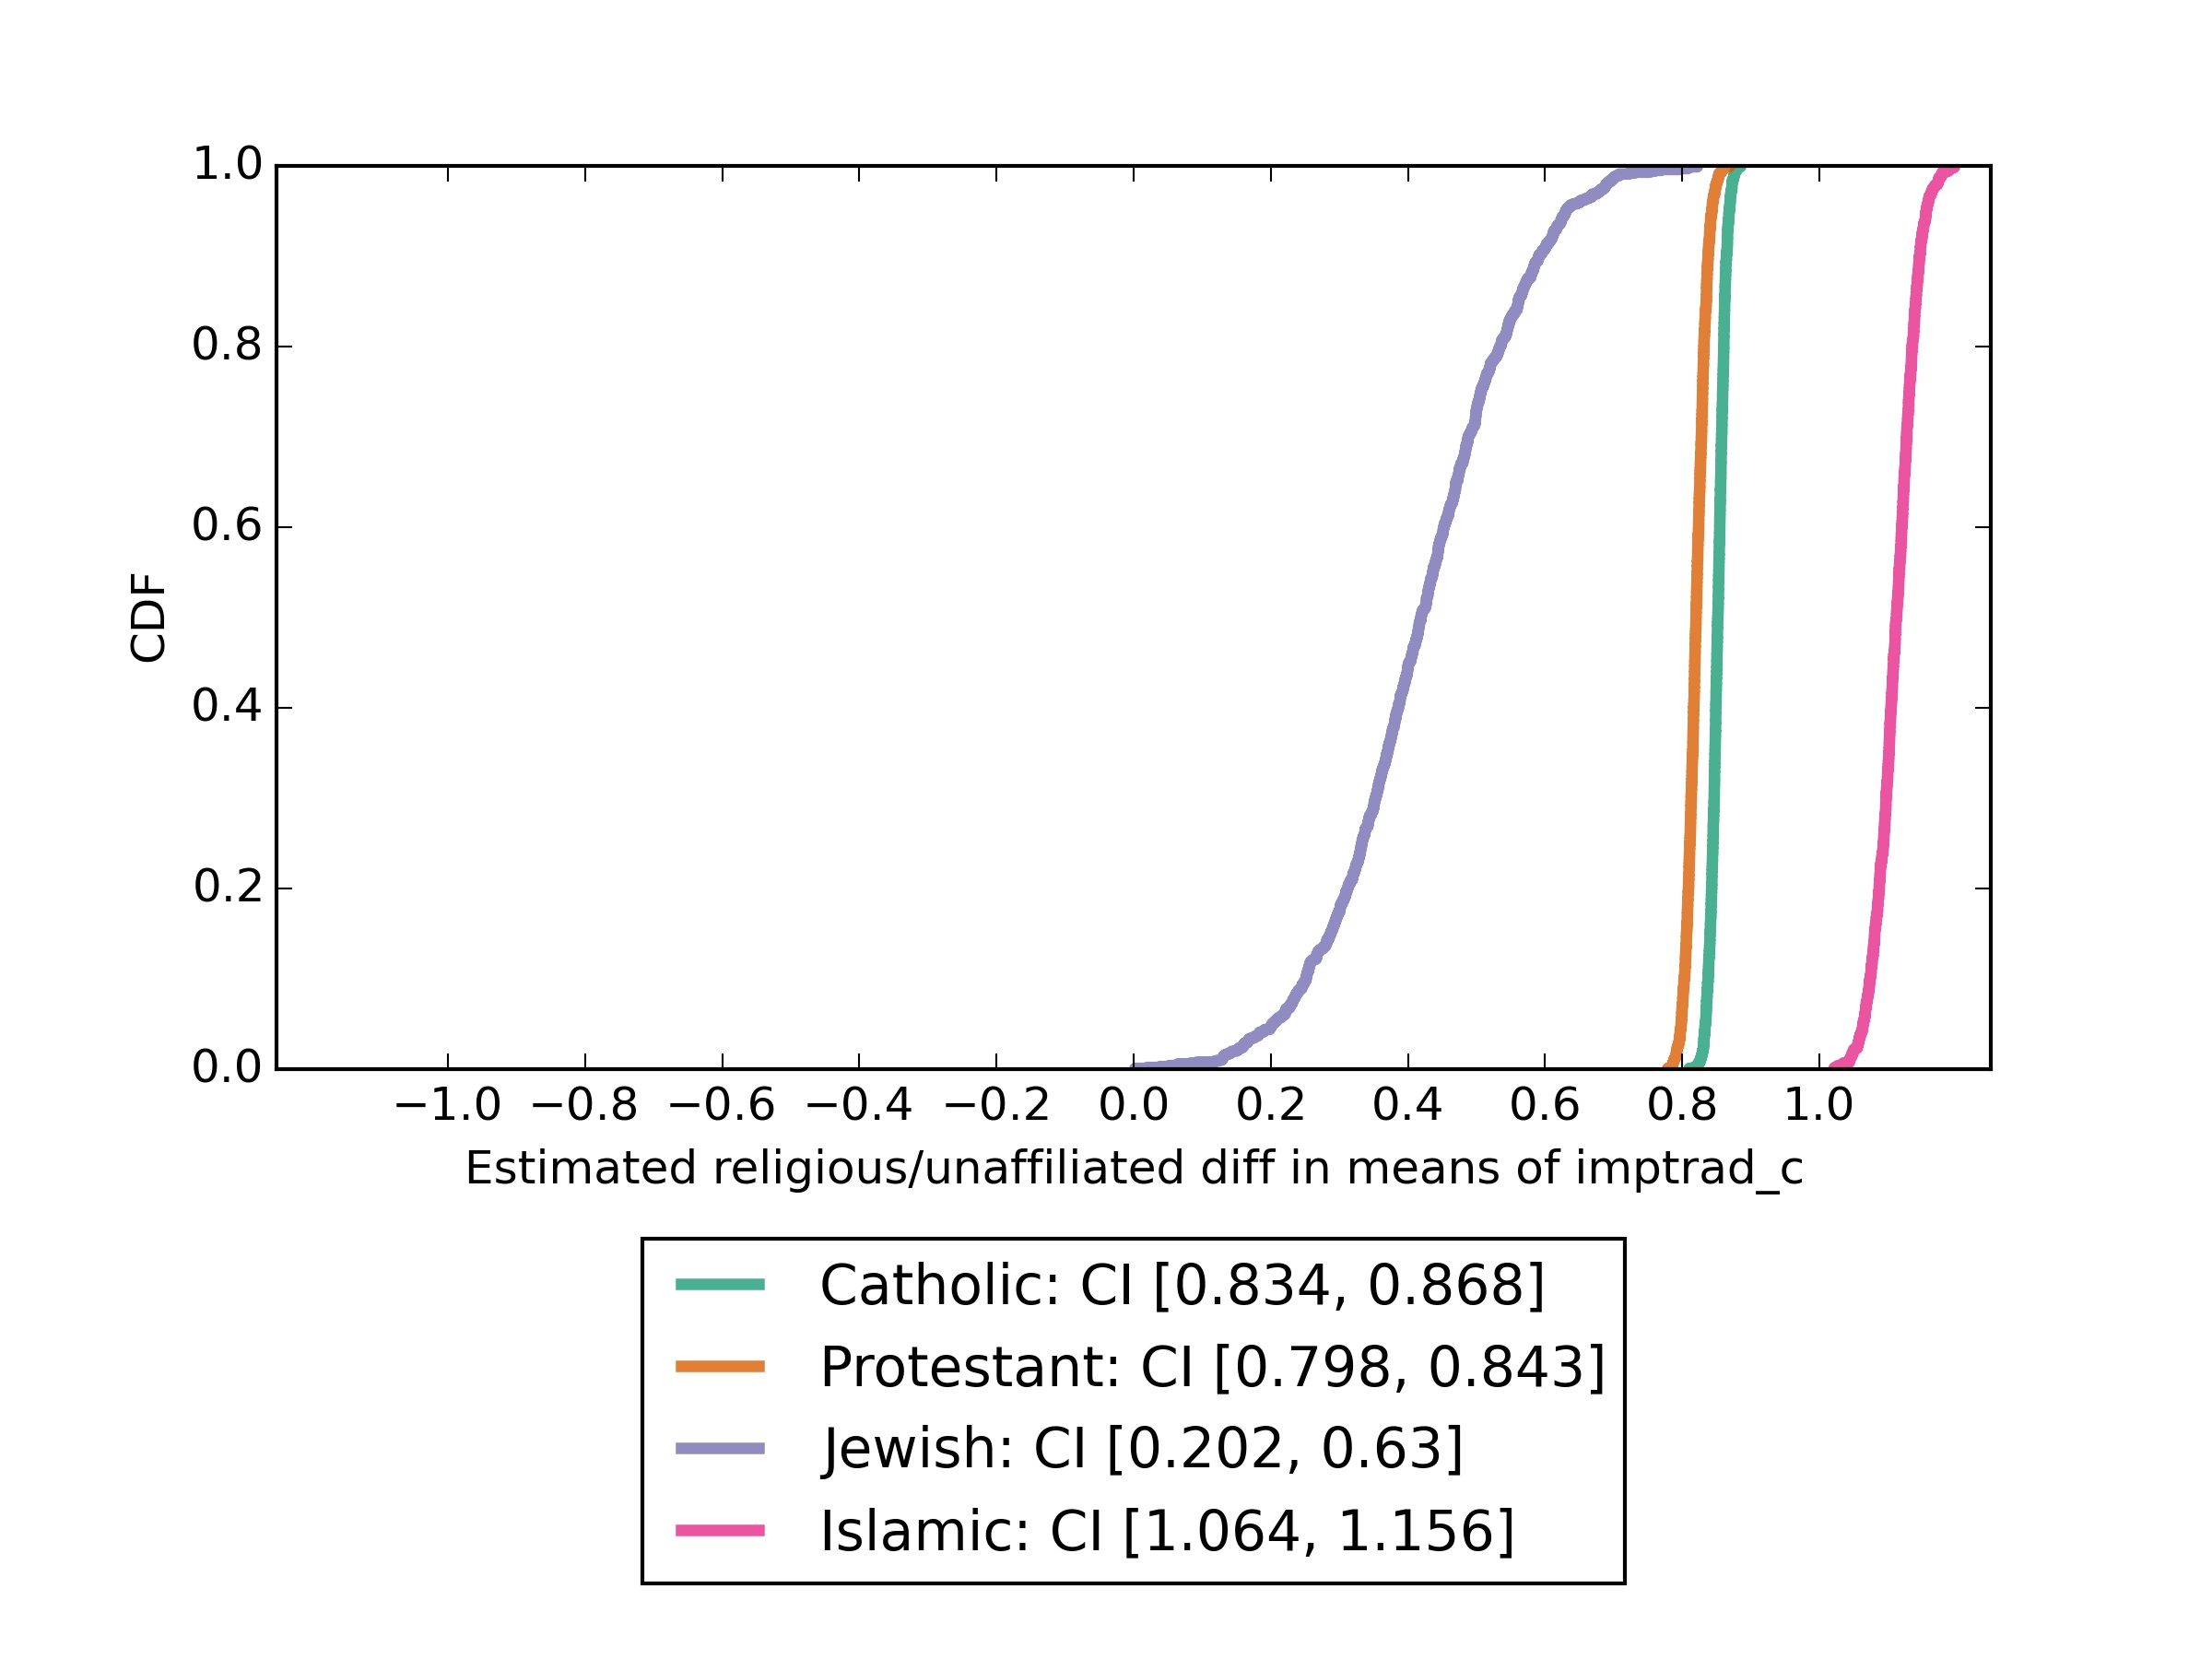 1.0
0.8
0.6
0.4
0.2
0.0
CDF
−1.0 −0.8 −0.6 −0.4 −0.2 0.0 0.2 0.4 0.6 0.8 1.0
Estimated religious/unaffiliated diff in means of imptrad_c
Catholic: CI [0.834, 0.868]
Protestant: CI [0.798, 0.843]
Jewish: CI [0.202, 0.63]
Islamic: CI [1.064, 1.156]